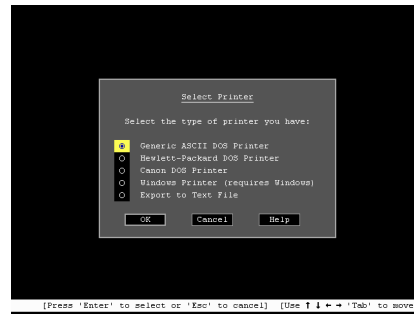 Select Printer
Select the type of printer you have:
Generic ASCII DOS Printer
Hewlett-Packard DOS Printer
Canon DOS Printer
Windows Printer (requires Windows)
Export to Text File
OK Cancel Help
[Press 'Enter' to select or 'Esc' to cancel] [Use ↑ ↓ ← → 'Tab' to move